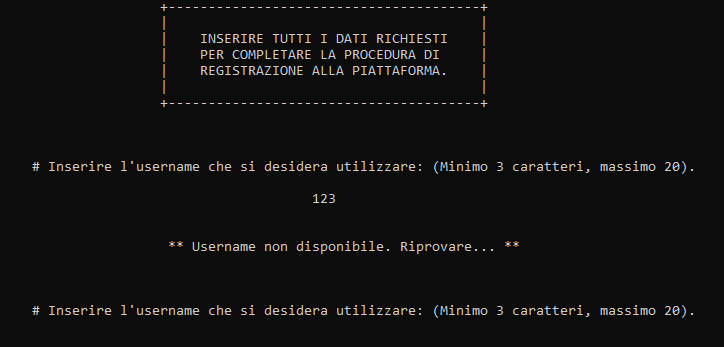 INSERIRE TUTTI I DATI RICHIESTI
PER COMPLETARE LA PROCEDURA DI
REGISTRAZIONE ALLA PIATTAFORMA.
# Inserire l'username che si desidera utilizzare: (Minimo 3 caratteri, massimo 20).
123
** Username non disponibile. Riprovare... **
# Inserire l'username che si desidera utilizzare: (Minimo 3 caratteri, massimo 20).